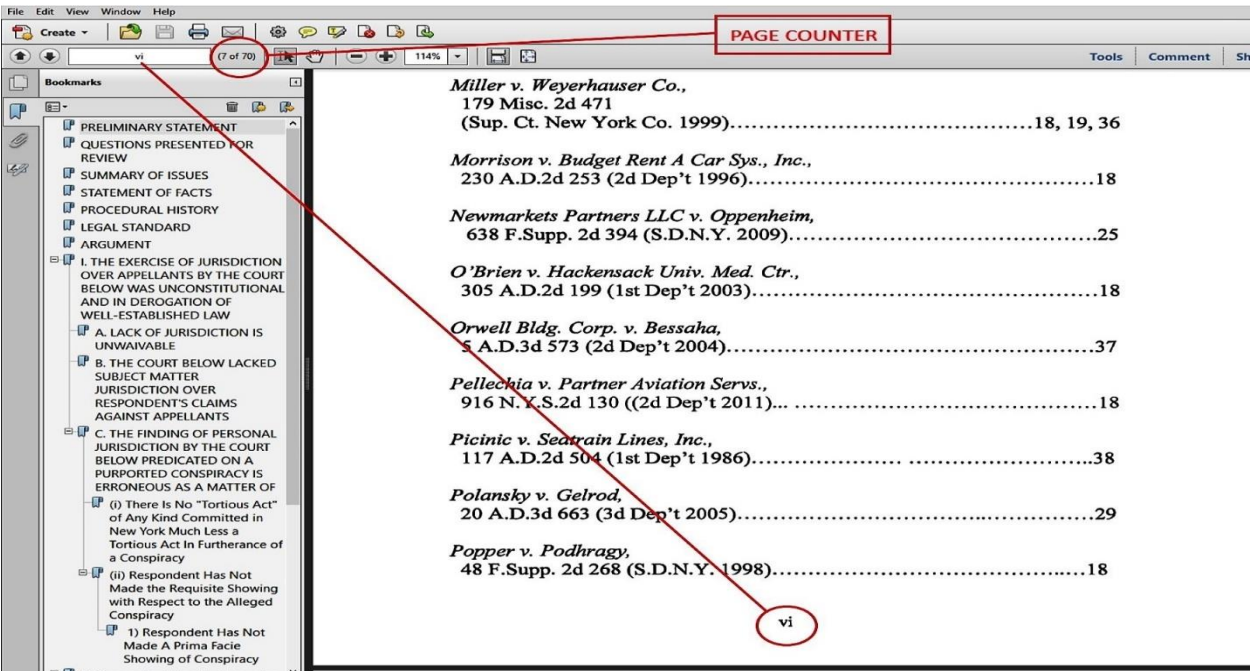 File Edit View Window Help
Create
PAGE COUNTER
vi (7 of 70) 114% Tools Comment Sh
Bookmarks
PRELIMINARY STATEMENT
QUESTIONS PRESENTED FOR
REVIEW
SUMMARY OF ISSUES
STATEMENT OF FACTS
PROCEDURAL HISTORY
LEGAL STANDARD
ARGUMENT
I. THE EXERCISE OF JURISDICTION
OVER APPELLANTS BY THE COURT
BELOW WAS UNCONSTITUTIONAL
AND IN DEROGATION OF
WELL-ESTABLISHED LAW
A. LACK OF JURISDICTION IS
UNWAIVABLE
B. THE COURT BELOW LACKED
SUBJECT MATTER
JURISDICTION OVER
RESPONDENT'S CLAIMS
AGAINST APPELLANTS
C. THE FINDING OF PERSONAL
JURISDICTION BY THE COURT
BELOW PREDICATED ON A
PURPORTED CONSPIRACY IS
ERRONEOUS AS A MATTER OF
(i) There Is No "Tortious Act"
of Any Kind Committed in
New York Much Less a
Tortious Act In Furtherance of
a Conspiracy
(ii) Respondent Has Not
Made the Requisite Showing
with Respect to the Alleged
Conspiracy
1) Respondent Has Not
Made A Prima Facie
Showing of Conspiracy
Miller v. Weyerhauser Co.,
179 Misc. 2d 471
(Sup. Ct. New York Co. 1999)........................................18, 19, 36
Morrison v. Budget Rent A Car Sys., Inc.,
230 A.D.2d 253 (2d Dep't 1996)..............................................18
Newmarkets Partners LLC v. Oppenheim,
638 F.Supp. 2d 394 (S.D.N.Y. 2009)........................................25
O'Brien v. Hackensack Univ. Med. Ctr.,
305 A.D.2d 199 (1st Dep't 2003)..............................................18
Orwell Bldg. Corp. v. Bessaha,
5 A.D.3d 573 (2d Dep't 2004)..................................................37
Pellechia v. Partner Aviation Servs.,
916 N.Y.S.2d 130 ((2d Dep't 2011)... .......................................18
Picinic v. Seatrain Lines, Inc.,
117 A.D.2d 504 (1st Dep't 1986).................... .........................38
Polansky v. Gelrod,
20 A.D.3d 663 (3d Dep't 2005)................................................29
Popper v. Podhragy,
48 F.Supp. 2d 268 (S.D.N.Y. 1998)..........................................18
vi